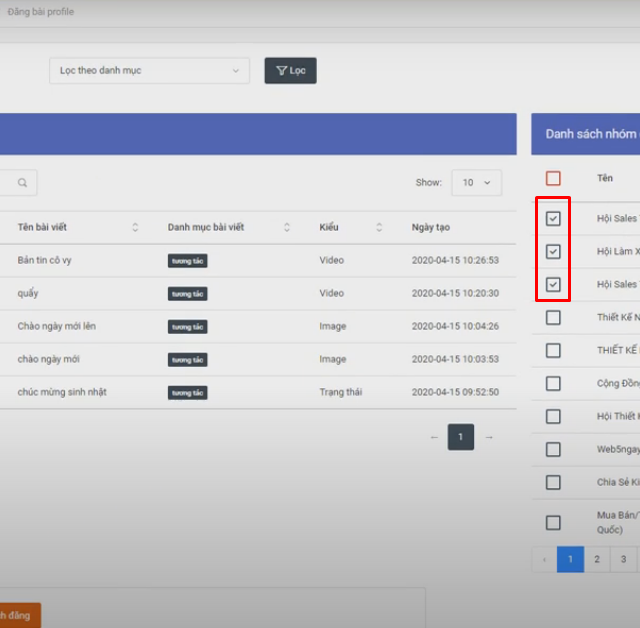 Đăng bài profile
Lọc theo danh mục
Lọc
Danh sách nhóm
Show: 10
Tên
Tên bài viết Danh mục bài viết Kiểu Ngày tạo
Bản tin cô vy tương tác Video 2020-04-15 10:26:53
quẩy tương tác Video 2020-04-15 10:20:30
Chào ngày mới lên tương tác Image 2020-04-15 10:04:26
chào ngày mới tương tác Image 2020-04-15 10:03:53
chúc mừng sinh nhật tương tác Trạng thái 2020-04-15 09:52:50
← 1 →
Hội Sales
Hội Làm X
Hội Sales
Thiết Kế N
THIẾT KẾ
Cộng Đồng
Hội Thiết
Web5ngay
Chia Sẻ Ki
Mua Bán/
Quốc)
1 2 3
h đăng